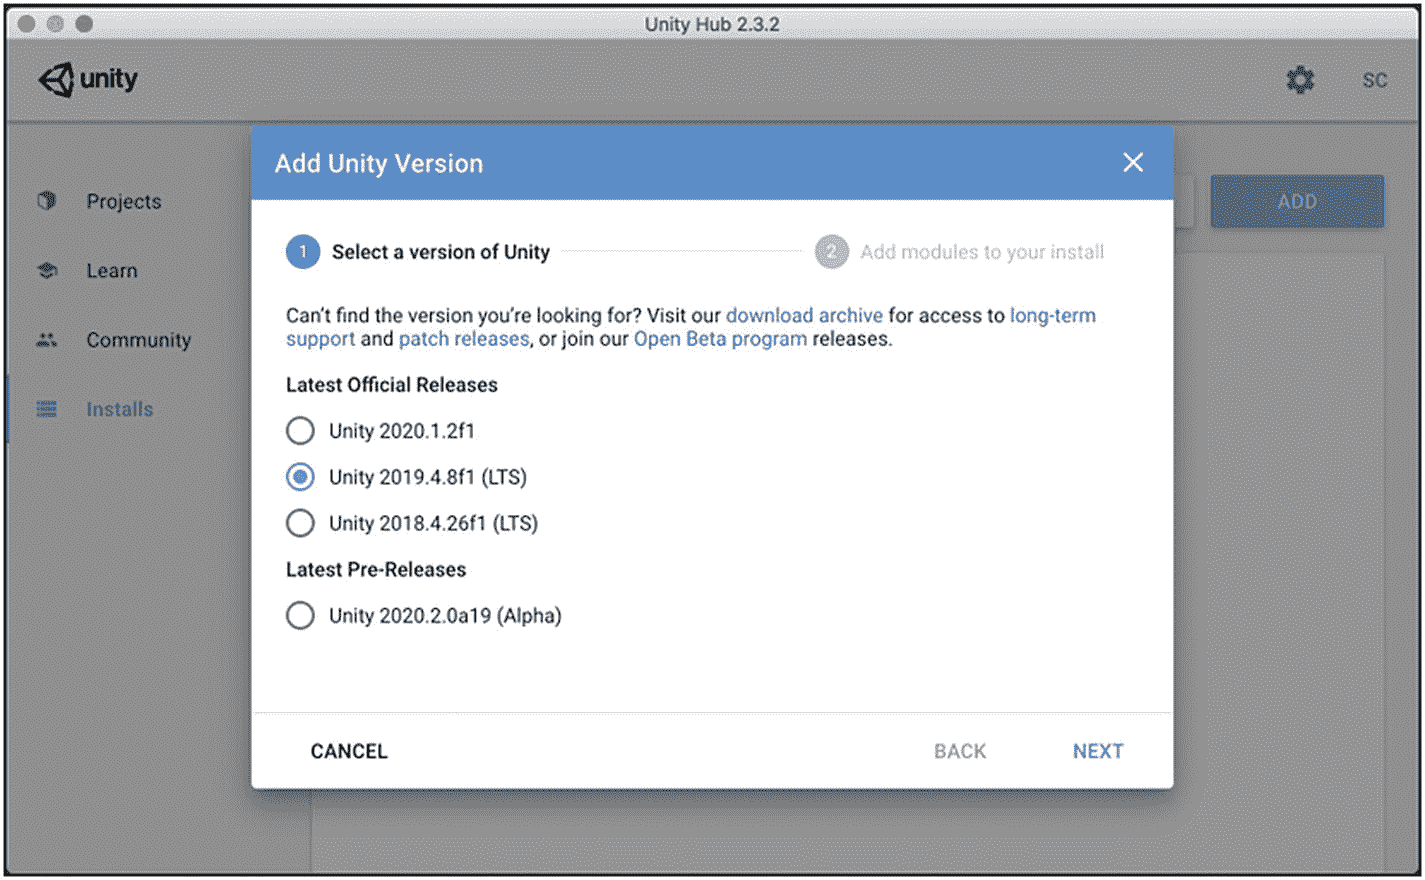 Unity Hub 2.3.2
unity
SC
Projects
Learn
Community
Installs
ADD
Add Unity Version
1 Select a version of Unity
2 Add modules to your install
Can't find the version you're looking for? Visit our download archive for access to long-term
support and patch releases, or join our Open Beta program releases.
Latest Official Releases
Unity 2020.1.2f1
Unity 2019.4.8f1 (LTS)
Unity 2018.4.26f1 (LTS)
Latest Pre-Releases
Unity 2020.2.0a19 (Alpha)
CANCEL
BACK
NEXT